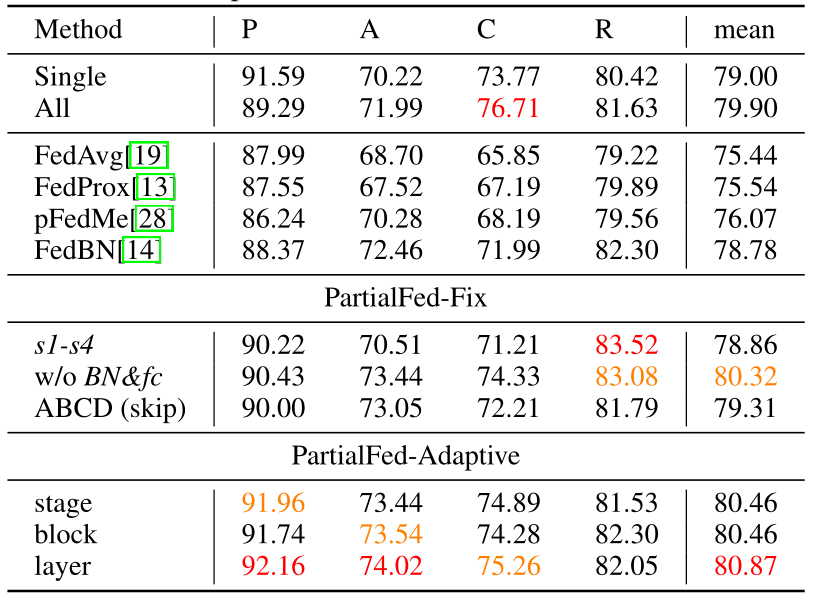 Method P A C R mean
Single 91.59 70.22 73.77 80.42 79.00
All 89.29 71.99 76.71 81.63 79.90
FedAvg[19] 87.99 68.70 65.85 79.22 75.44
FedProx[13] 87.55 67.52 67.19 79.89 75.54
pFedMe[28] 86.24 70.28 68.19 79.56 76.07
FedBN[14] 88.37 72.46 71.99 82.30 78.78
PartialFed-Fix
s1-s4 90.22 70.51 71.21 83.52 78.86
w/o BN&fc 90.43 73.44 74.33 83.08 80.32
ABCD (skip) 90.00 73.05 72.21 81.79 79.31
PartialFed-Adaptive
stage 91.96 73.44 74.89 81.53 80.46
block 91.74 73.54 74.28 82.30 80.46
layer 92.16 74.02 75.26 82.05 80.87